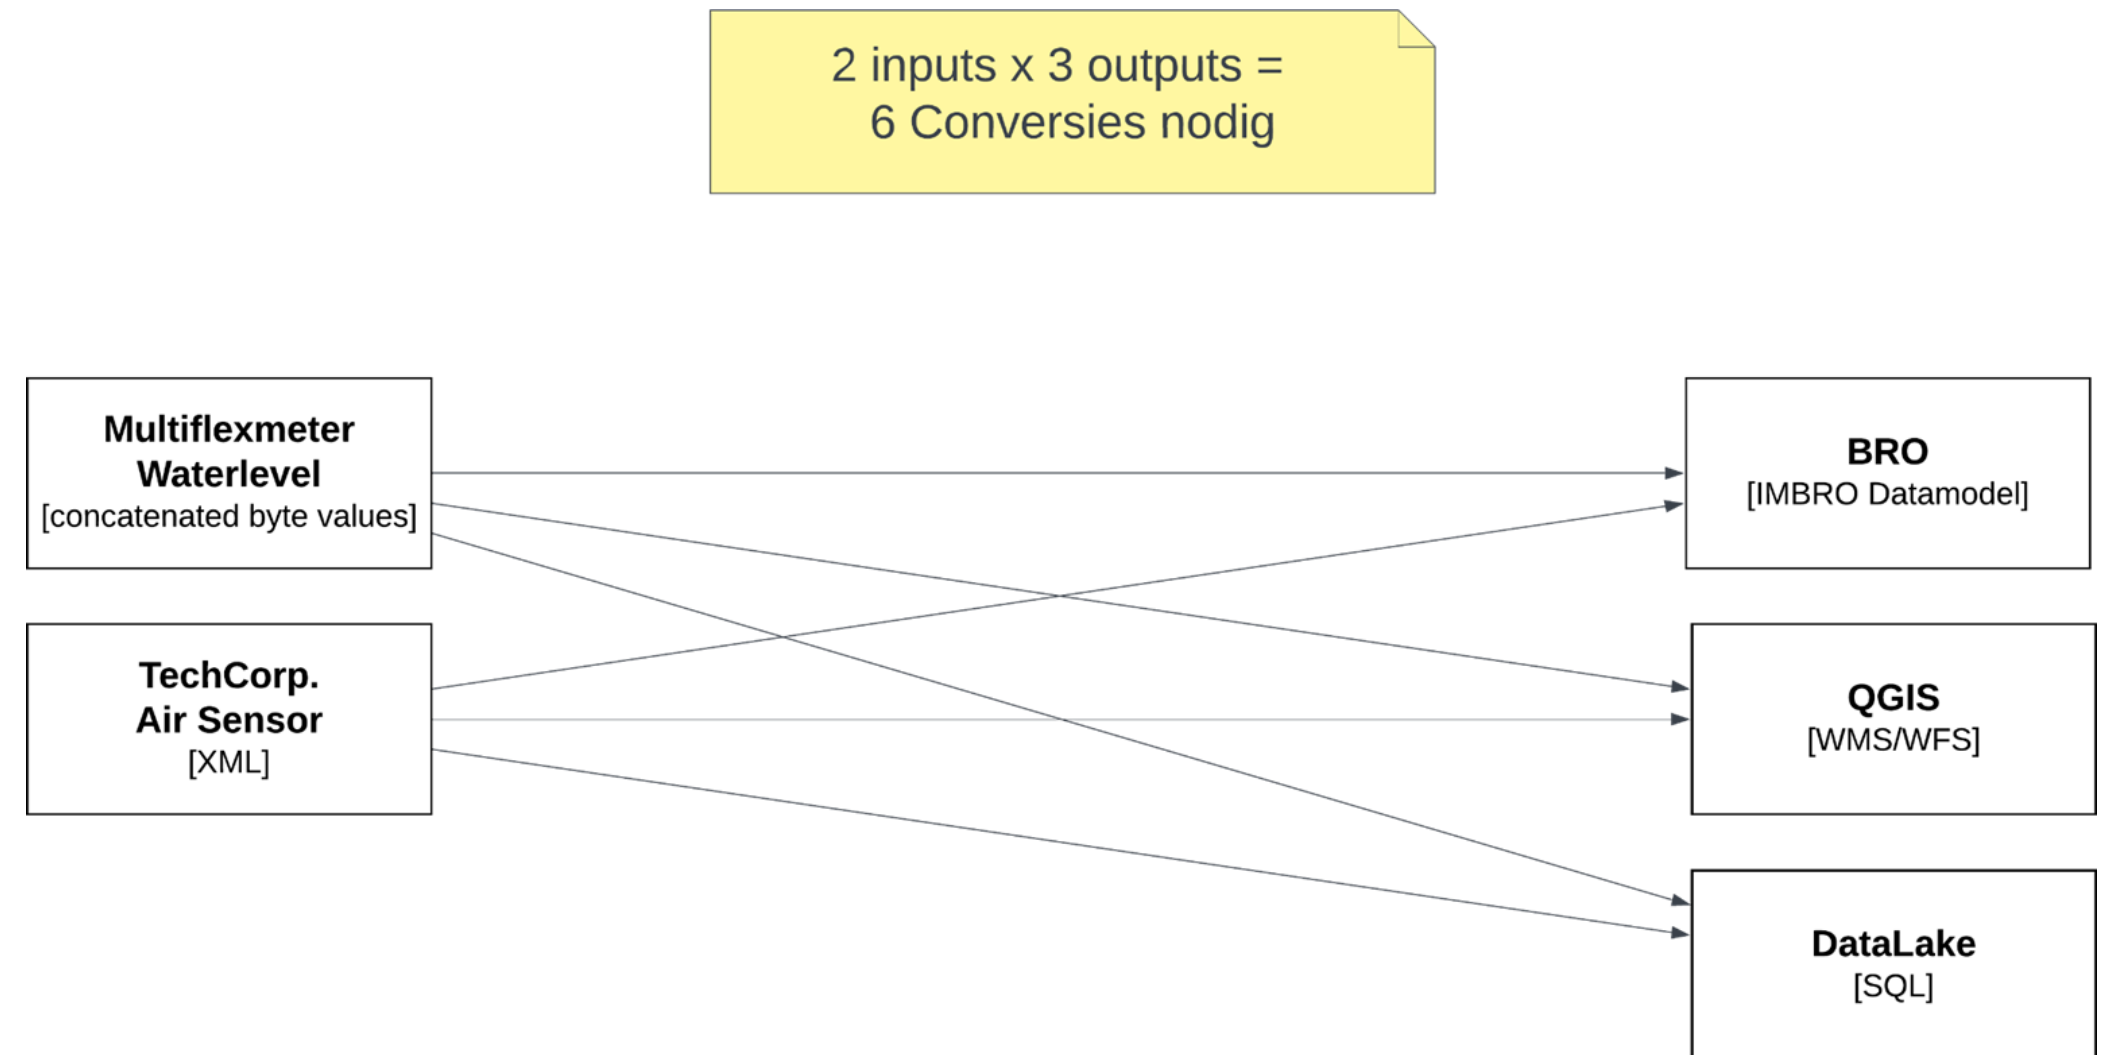 2 inputs x 3 outputs =
6 Conversies nodig
Multiflexmeter
Waterlevel
[concatenated byte values]
BRO
[IMBRO Datamodel]
TechCorp.
Air Sensor
[XML]
QGIS
[WMS/WFS]
DataLake
[SQL]